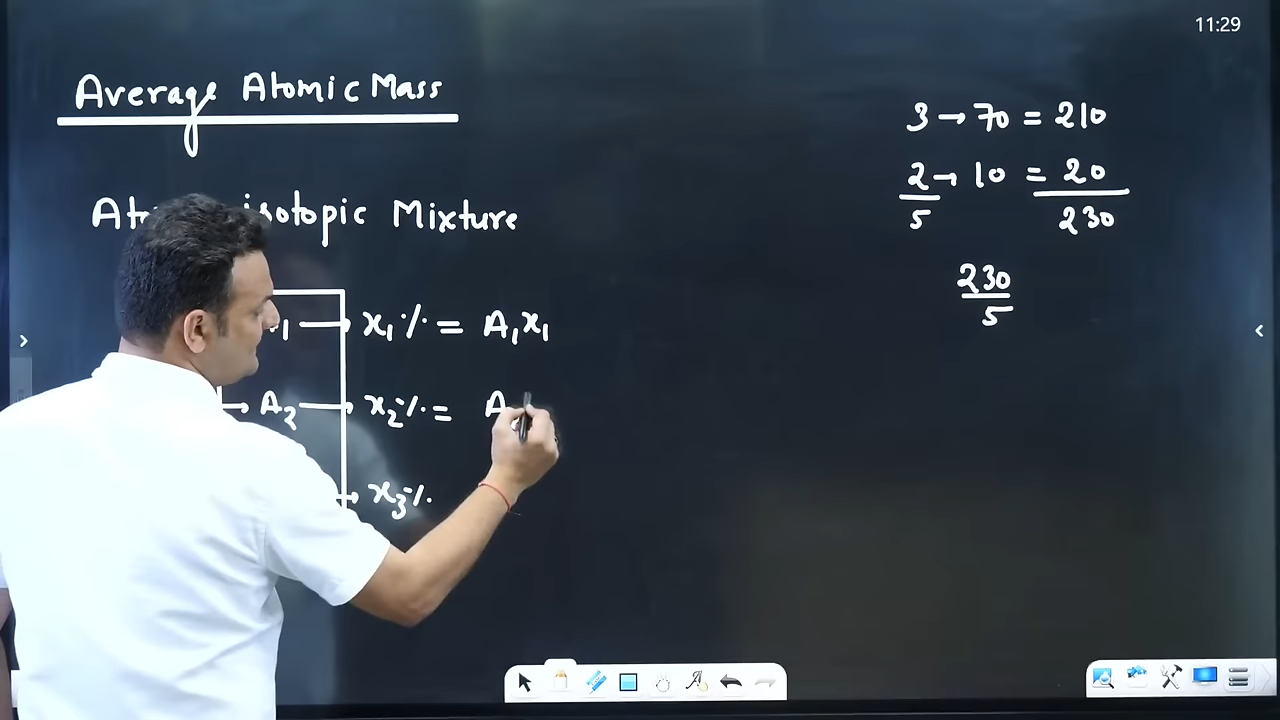 11:29
Average Atomic Mass
isotopic Mixture
x₁% = A₁x₁
A₂ → x₂% = A
x₃%
3 → 70 = 210
2 → 10 = 20
5 230
230
5